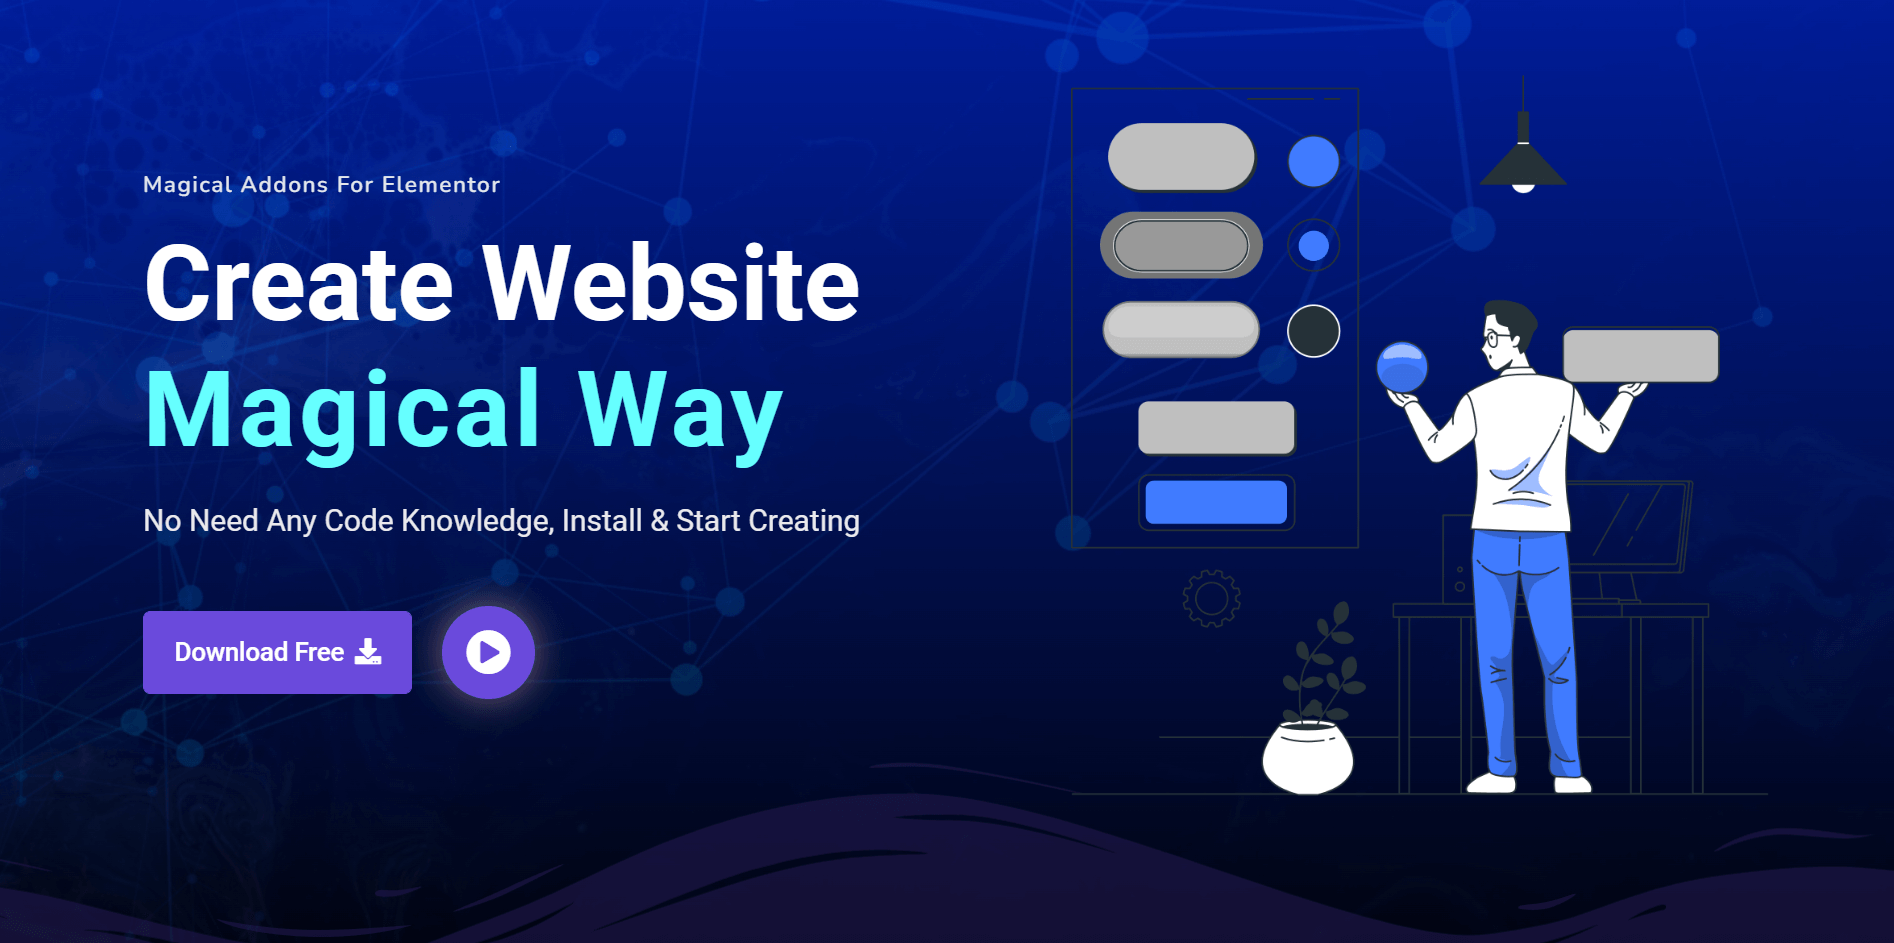 Magical Addons For Elementor
Create Website
Magical Way
No Need Any Code Knowledge, Install & Start Creating
Download Free